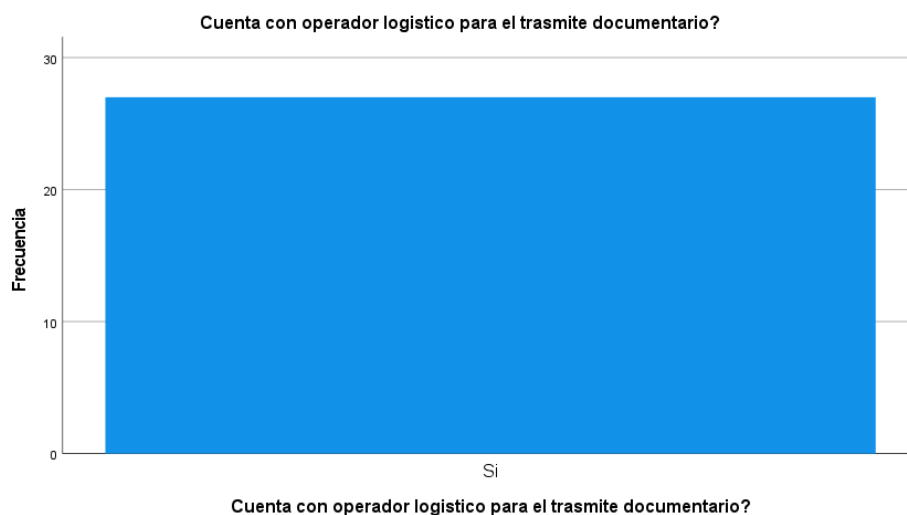 Cuenta con operador logistico para el trasmite documentario?
30
20
10
0
Frecuencia
Si
Cuenta con operador logistico para el trasmite documentario?